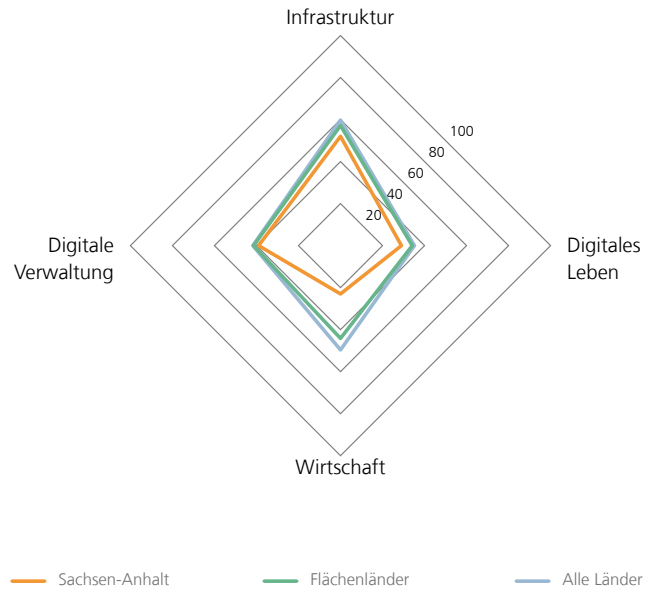 Infrastruktur
100
80
60
40
20
Digitale
Verwaltung
Digitales
Leben
Wirtschaft
Sachsen-Anhalt
Flächenländer
Alle Länder